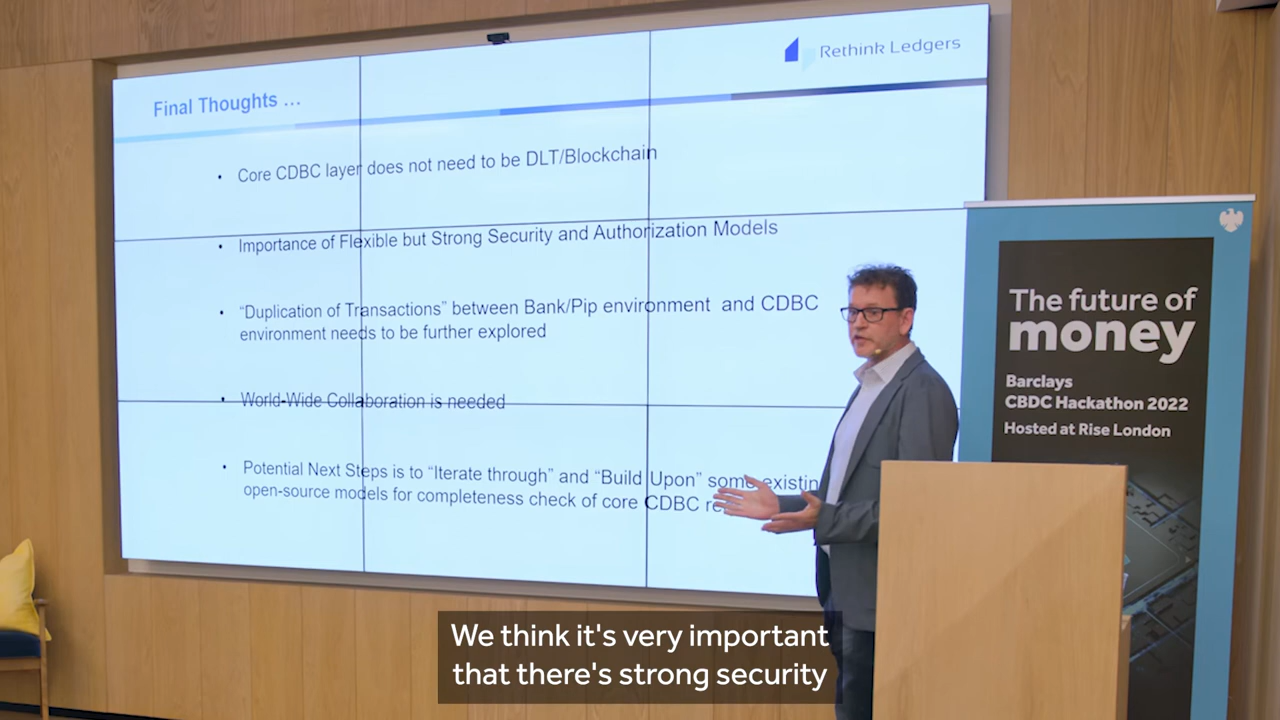 Rethink Ledgers
Final Thoughts ...
• Core CDBC layer does not need to be DLT/Blockchain
• Importance of Flexible but Strong Security and Authorization Models
• “Duplication of Transactions” between Bank/Pip environment and CDBC
environment needs to be further explored
• World-Wide Collaboration is needed
• Potential Next Steps is to “Iterate through” and “Build Upon” some
open-source models for completeness check of core CDBC
The future of
money
Barclays
CBDC Hackathon 2022
Hosted at Rise London
We think it's very important
that there's strong security